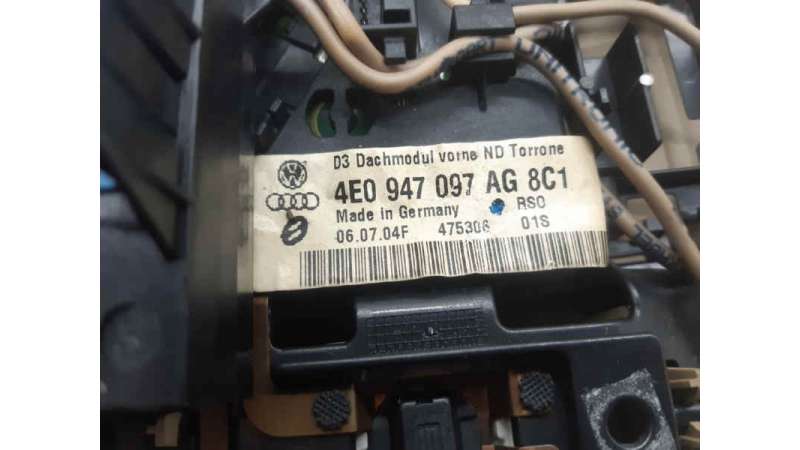 D3 Dachmodul vorne ND Torrone
4E0 947 097 AG 8C1
Made in Germany RSO
06.07.04F 475306 01S